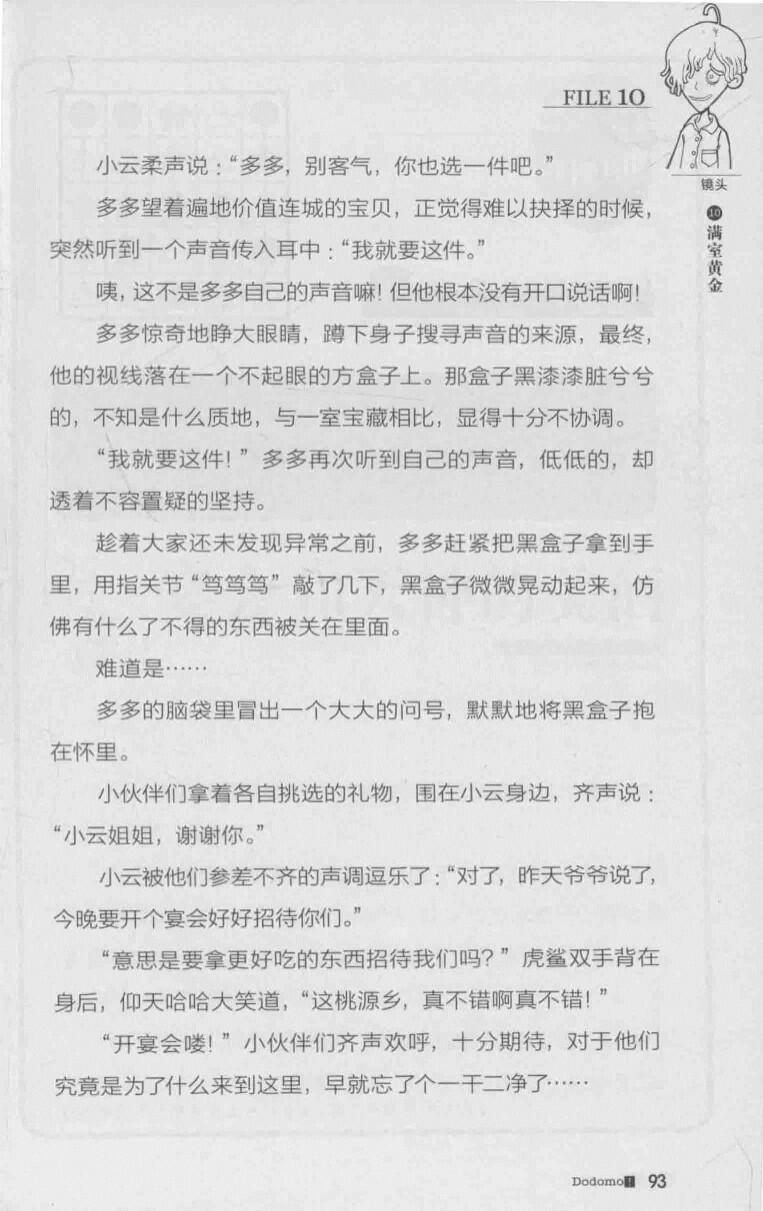 FILE 10
镜头
⑩满室黄金
小云柔声说：“多多，别客气，你也选一件吧。”
多多望着遍地价值连城的宝贝，正觉得难以抉择的时候，
突然听到一个声音传入耳中：“我就要这件。”
咦，这不是多多自己的声音嘛！但他根本没有开口说话啊！
多多惊奇地睁大眼睛，蹲下身子搜寻声音的来源，最终，
他的视线落在一个不起眼的方盒子上。那盒子黑漆漆脏兮兮
的，不知是什么质地，与一室宝藏相比，显得十分不协调。
“我就要这件！”多多再次听到自己的声音，低低的，却
透着不容置疑的坚持。
趁着大家还未发现异常之前，多多赶紧把黑盒子拿到手
里，用指关节“笃笃笃”敲了几下，黑盒子微微晃动起来，仿
佛有什么了不得的东西被关在里面。
难道是……
多多的脑袋里冒出一个大大的问号，默默地将黑盒子抱
在怀里。
小伙伴们拿着各自挑选的礼物，围在小云身边，齐声说：
“小云姐姐，谢谢你。”
小云被他们参差不齐的声调逗乐了：“对了，昨天爷爷说了，
今晚要开个宴会好好招待你们。”
“意思是要拿更好吃的东西招待我们吗？”虎鲨双手背在
身后，仰天哈哈大笑道，“这桃源乡，真不错啊真不错！”
“开宴会喽！”小伙伴们齐声欢呼，十分期待，对于他们
究竟是为了什么来到这里，早就忘了个一干二净了……
Dodomo! 93